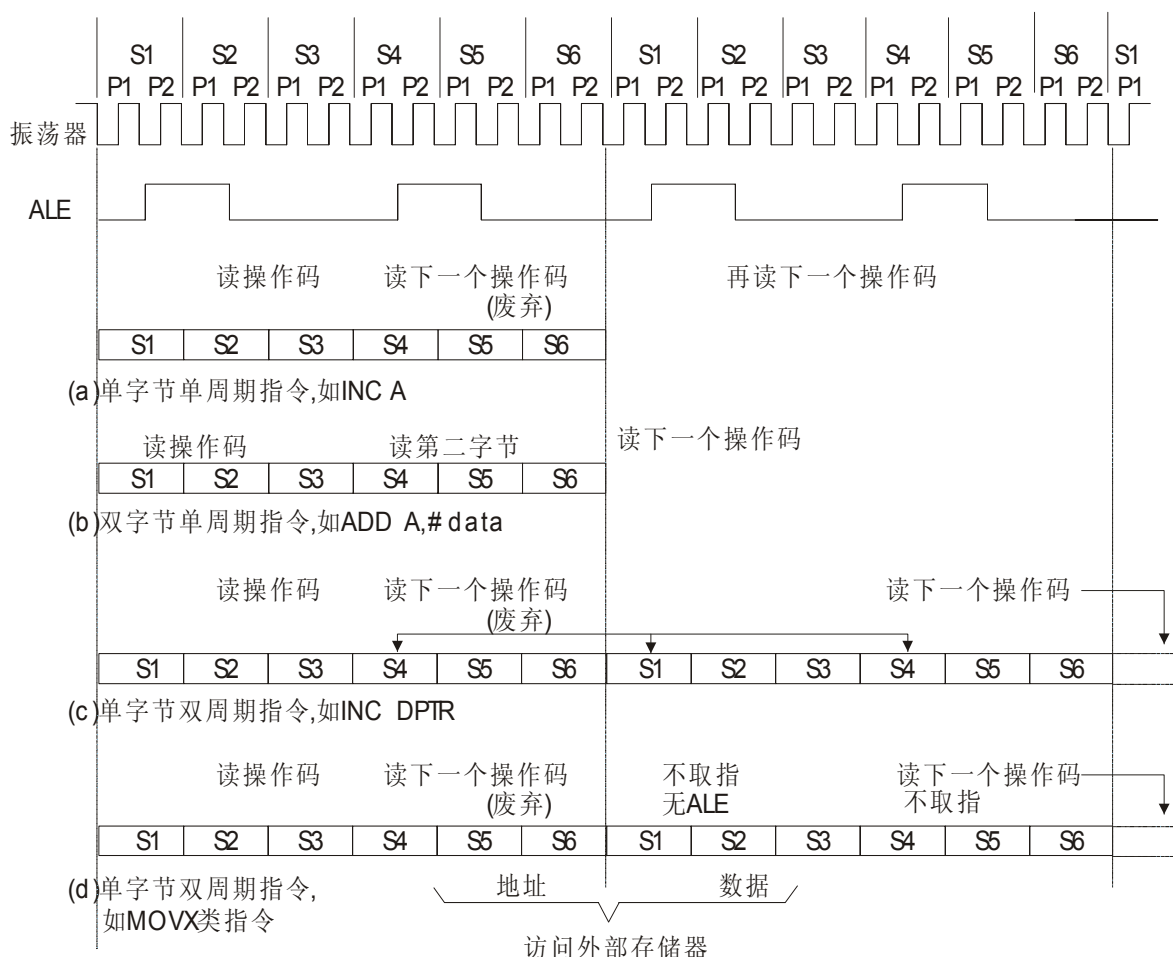 S1 S2 S3 S4 S5 S6 S1 S2 S3 S4 S5 S6 S1
P1 P2 P1 P2 P1 P2 P1 P2 P1 P2 P1 P2 P1 P2 P1 P2 P1 P2 P1 P2 P1 P2 P1 P2 P1
振荡器
ALE
读操作码 读下一个操作码 再读下一个操作码
(废弃)
S1 S2 S3 S4 S5 S6
(a)单字节单周期指令,如INC A
读操作码 读第二字节 读下一个操作码
S1 S2 S3 S4 S5 S6
(b)双字节单周期指令,如ADD A,#data
读操作码 读下一个操作码 读下一个操作码
(废弃)
S1 S2 S3 S4 S5 S6 S1 S2 S3 S4 S5 S6
(c)单字节双周期指令,如INC DPTR
读操作码 读下一个操作码 不取指 读下一个操作码
(废弃) 无ALE 不取指
S1 S2 S3 S4 S5 S6 S1 S2 S3 S4 S5 S6
(d)单字节双周期指令, 地址 数据
如MOVX类指令
访问外部存储器